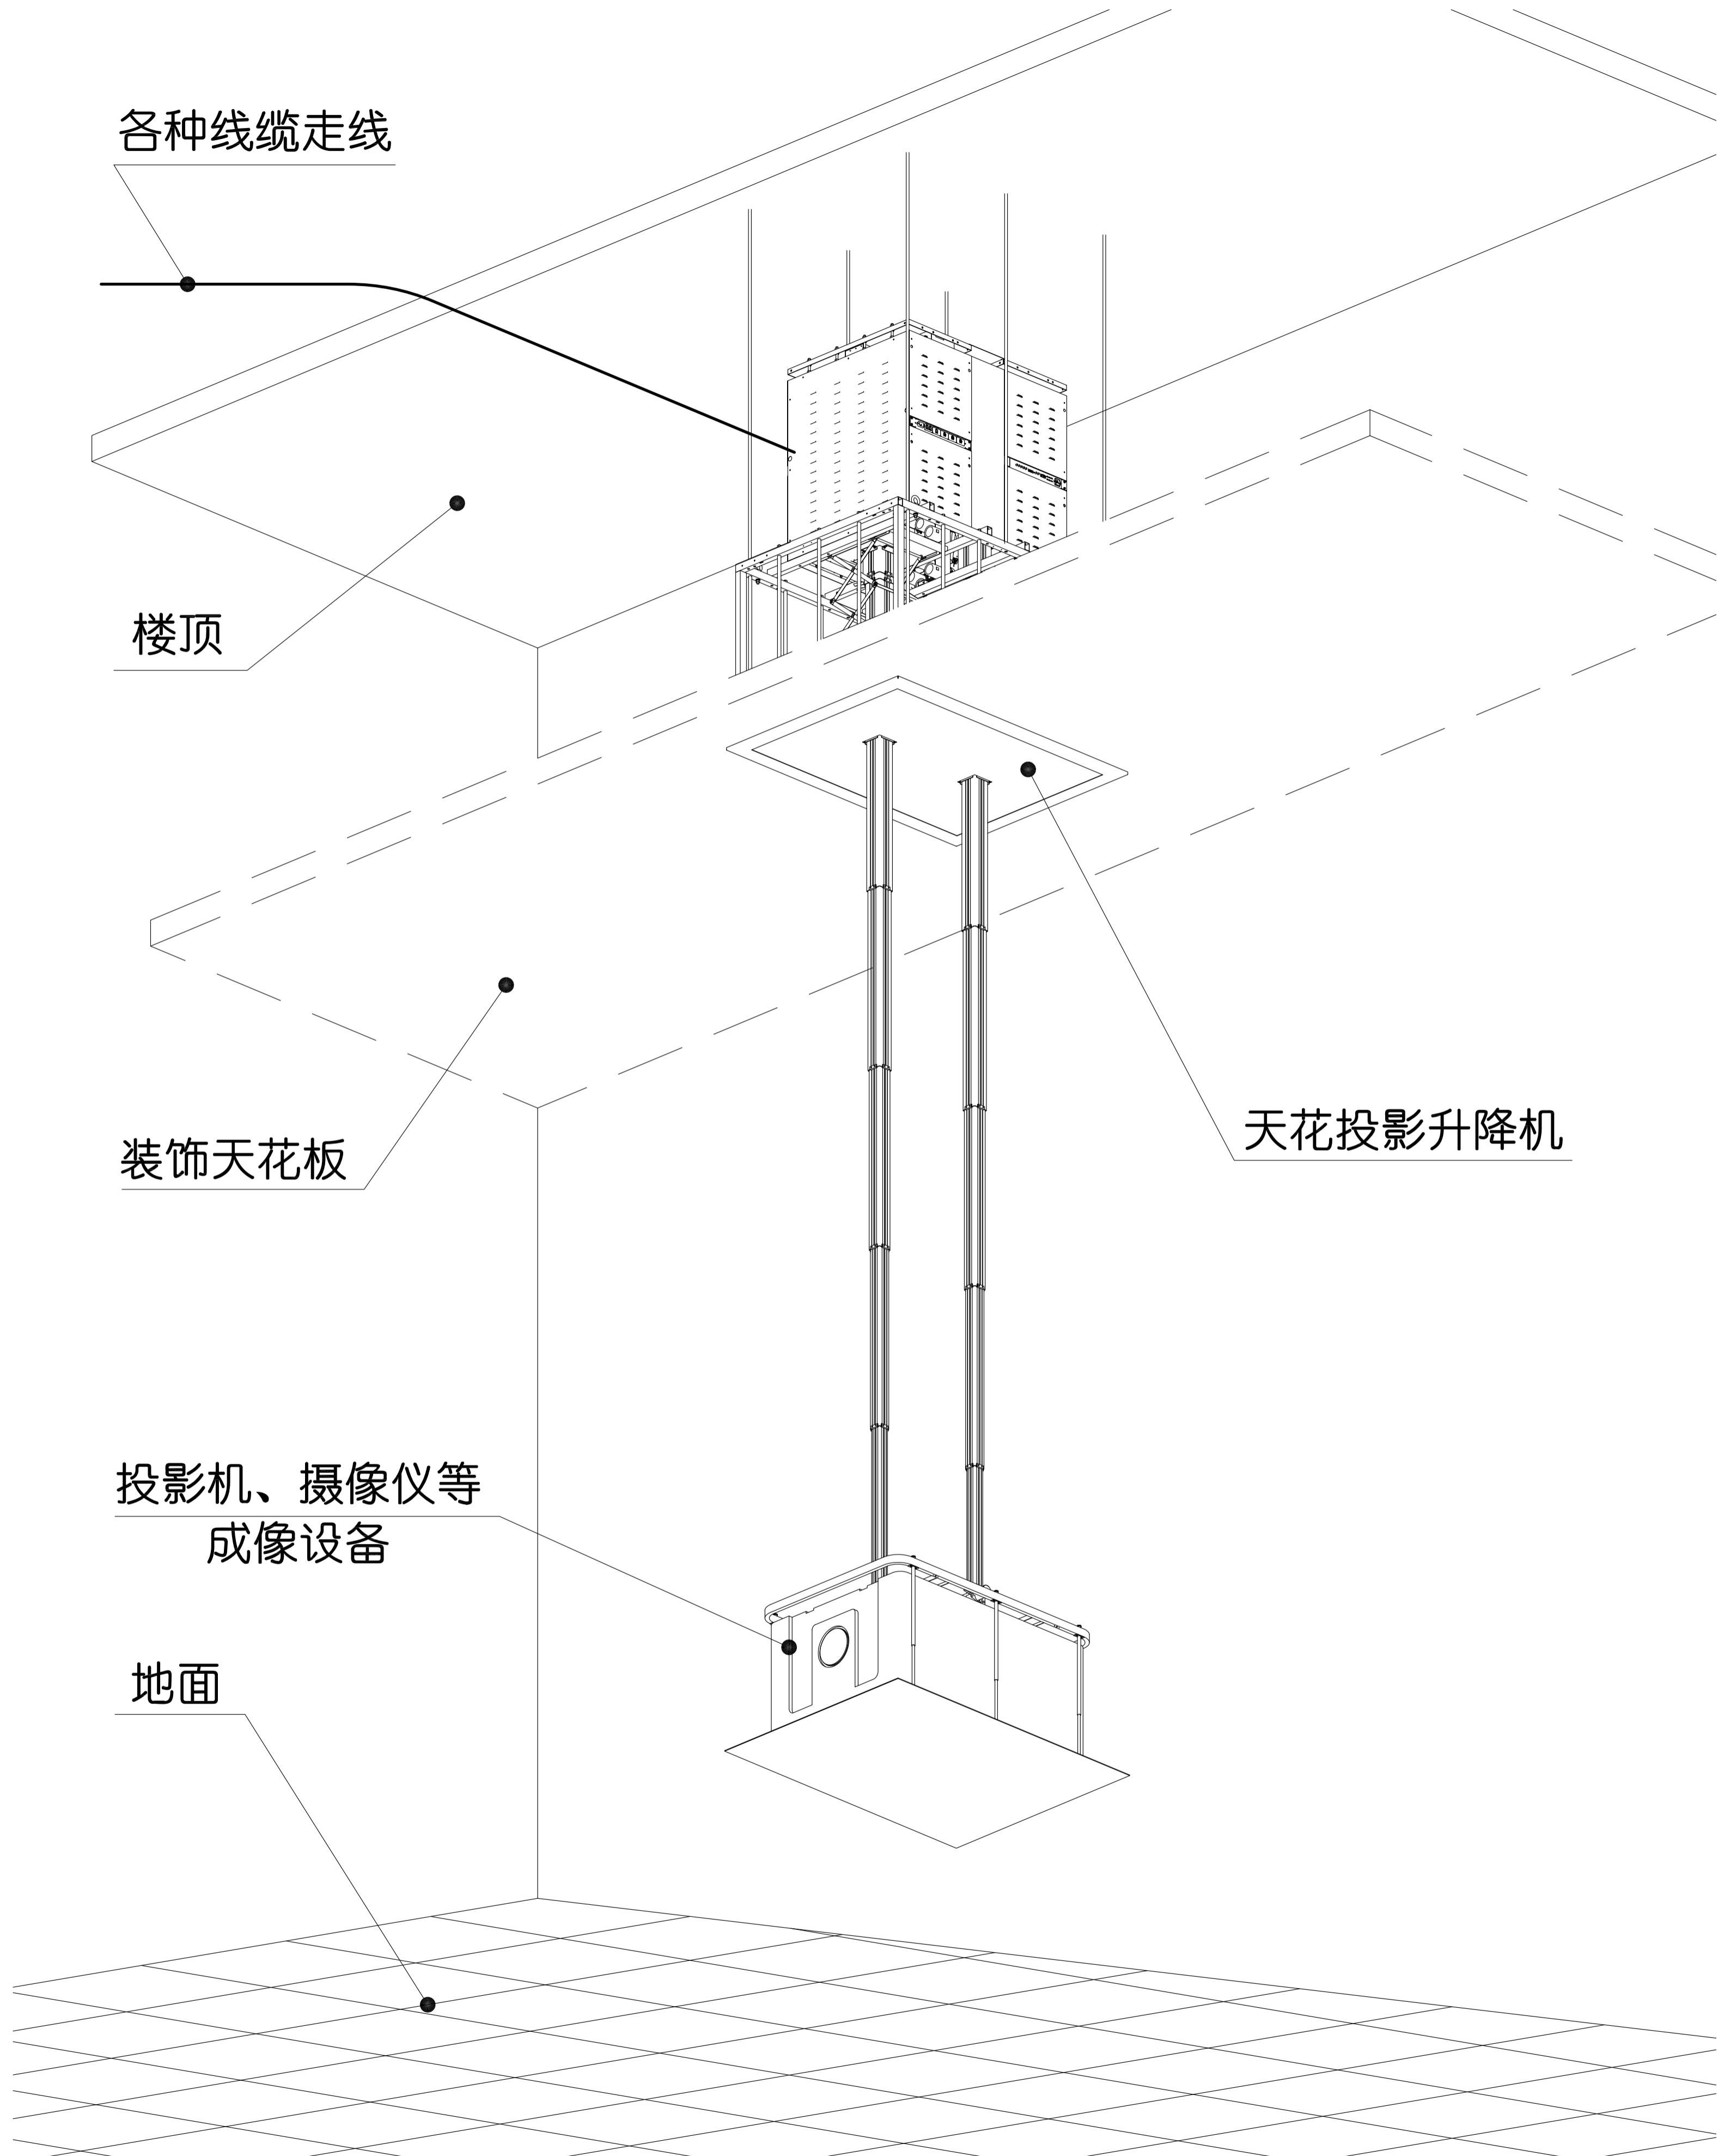 各种线缆走线
楼顶
装饰天花板
天花投影升降机
投影机、摄像仪等
成像设备
地面